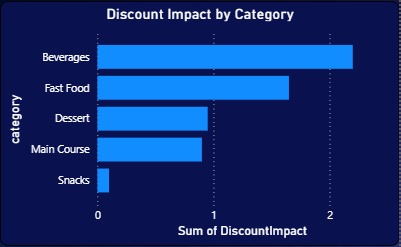 Discount Impact by Category
category
Beverages
Fast Food
Dessert
Main Course
Snacks
0 1 2
Sum of DiscountImpact